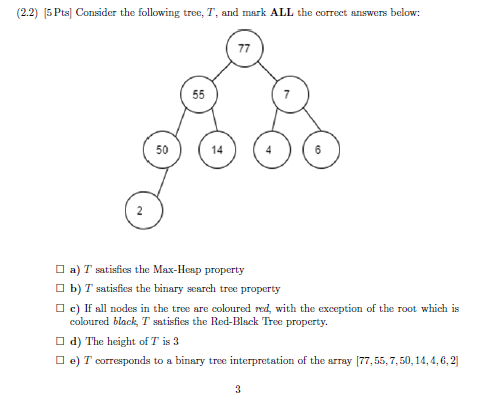 (2.2) [5 Pts] Consider the following tree, T, and mark ALL the correct answers below:
77
55 7
50 14 4 6
2
☐ a) T satisfies the Max-Heap property
☐ b) T satisfies the binary search tree property
☐ c) If all nodes in the tree are coloured red, with the exception of the root which is
coloured black, T satisfies the Red-Black Tree property.
☐ d) The height of T is 3
☐ e) T corresponds to a binary tree interpretation of the array [77, 55, 7, 50, 14, 4, 6, 2]
3